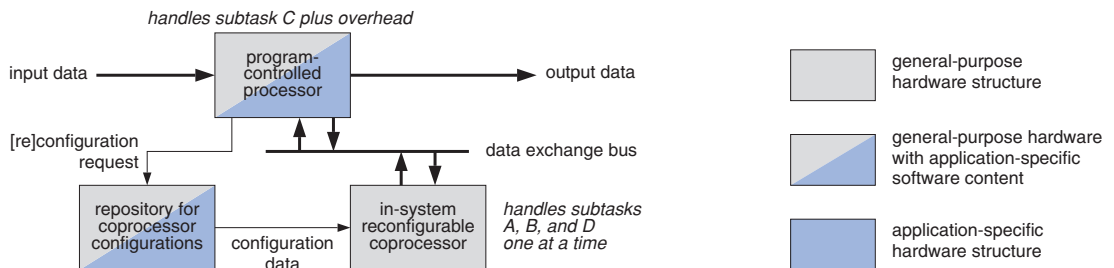 handles subtask C plus overhead
program-
controlled
processor
input data
output data
[re]configuration
request
data exchange bus
repository for
coprocessor
configurations
configuration
data
in-system
reconfigurable
coprocessor
handles subtasks
A, B, and D
one at a time
general-purpose
hardware structure
general-purpose hardware
with application-specific
software content
application-specific
hardware structure